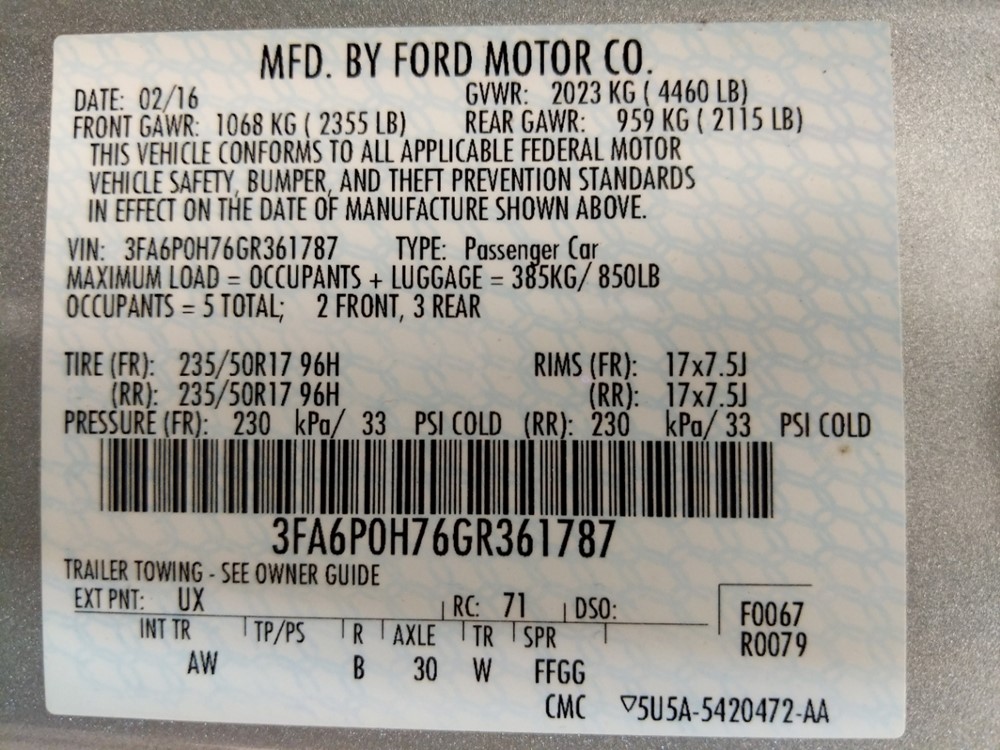 MFD. BY FORD MOTOR CO.
DATE: 02/16 GVWR: 2023 KG ( 4460 LB)
FRONT GAWR: 1068 KG ( 2355 LB) REAR GAWR: 959 KG ( 2115 LB)
THIS VEHICLE CONFORMS TO ALL APPLICABLE FEDERAL MOTOR
VEHICLE SAFETY, BUMPER, AND THEFT PREVENTION STANDARDS
IN EFFECT ON THE DATE OF MANUFACTURE SHOWN ABOVE.
VIN: 3FA6P0H76GR361787 TYPE: Passenger Car
MAXIMUM LOAD = OCCUPANTS + LUGGAGE = 385KG/ 850LB
OCCUPANTS = 5 TOTAL; 2 FRONT, 3 REAR
TIRE (FR): 235/50R17 96H RIMS (FR): 17x7.5J
(RR): 235/50R17 96H (RR): 17x7.5J
PRESSURE (FR): 230 kPa/ 33 PSI COLD (RR): 230 kPa/ 33 PSI COLD
3FA6P0H76GR361787
TRAILER TOWING - SEE OWNER GUIDE
EXT PNT: UX RC: 71 DSO: F0067
INT TR TP/PS R AXLE TR SPR R0079
AW B 30 W FFGG
CMC ▽5U5A-5420472-AA